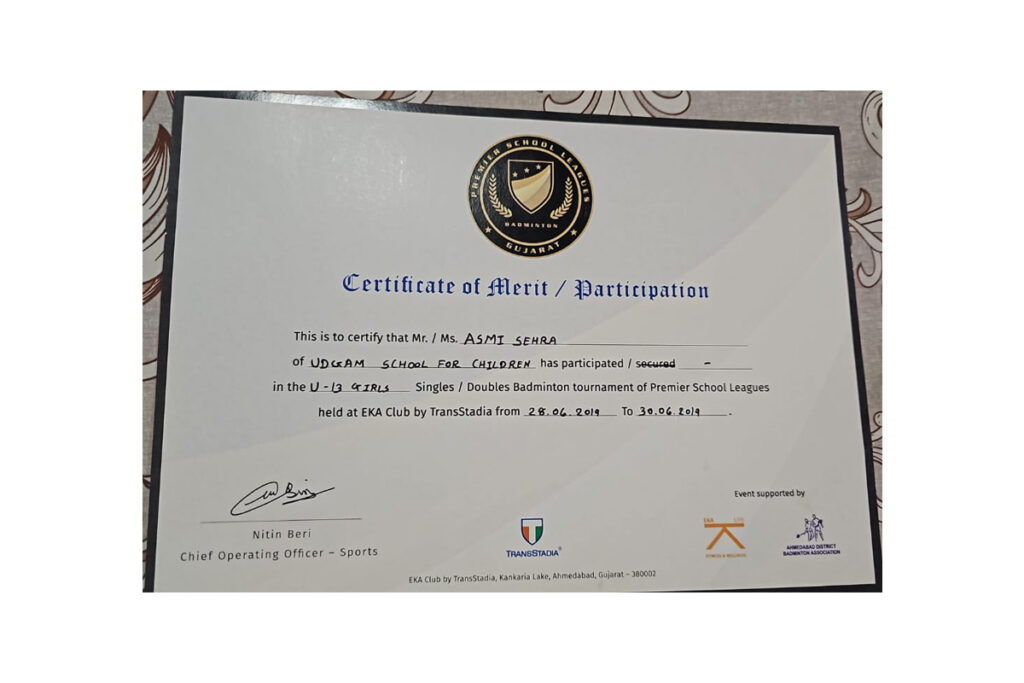 PREMIER SCHOOL LEAGUES
BADMINTON
GUJARAT
Certificate of Merit / Participation
This is to certify that Mr. / Ms. ASMI SEHRA
of UDGAM SCHOOL FOR CHILDREN has participated / secured -
in the U-13 GIRLS Singles / Doubles Badminton tournament of Premier School Leagues
held at EKA Club by TransStadia from 28.06.2019 To 30.06.2019.
Nitin Beri
Chief Operating Officer – Sports
TRANSSTADIA®
Event supported by
EKA
FITNESS & WELLNESS
AHMEDABAD DISTRICT
BADMINTON ASSOCIATION
EKA Club by TransStadia, Kankaria Lake, Ahmedabad, Gujarat - 380002